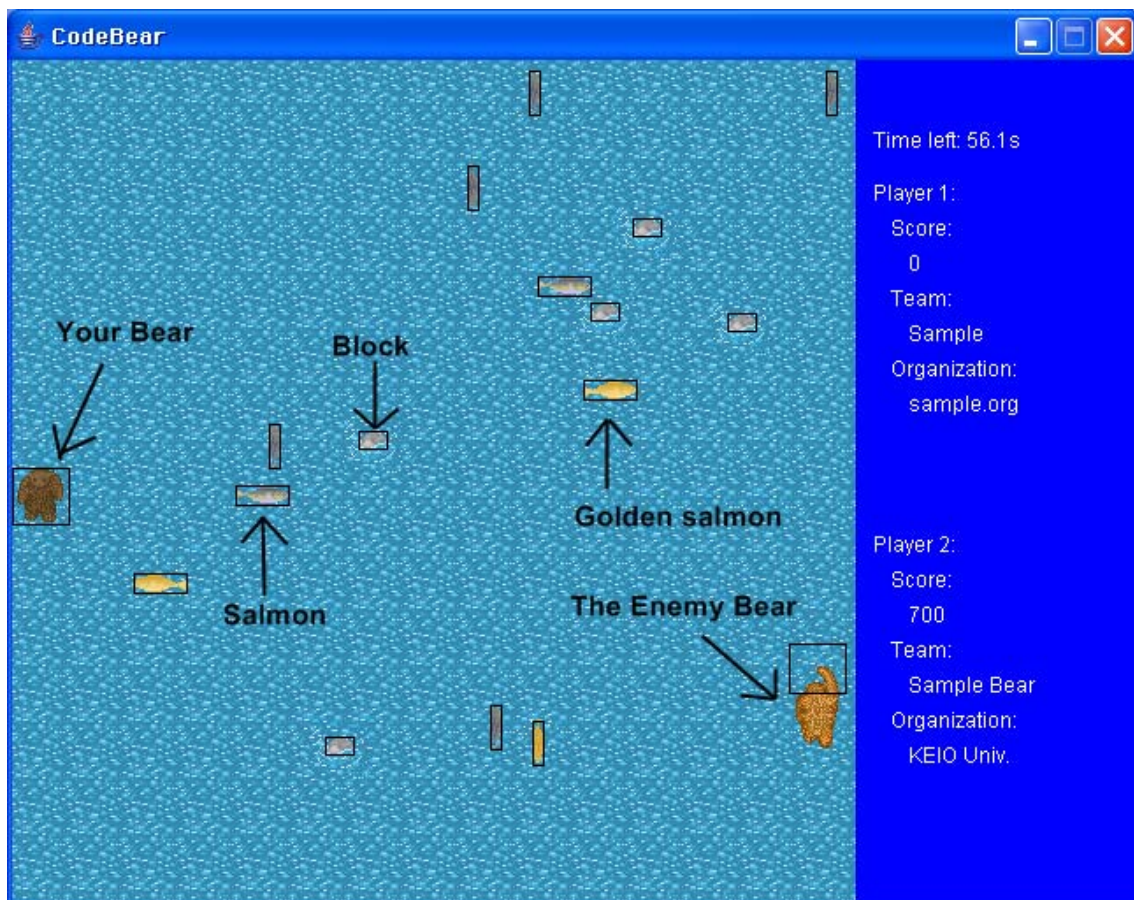 CodeBear
Time left: 56.1s
Player 1:
Score:
0
Team:
Sample
Organization:
sample.org
Your Bear
Block
Golden salmon
Salmon
The Enemy Bear
Player 2:
Score:
700
Team:
Sample Bear
Organization:
KEIO Univ.